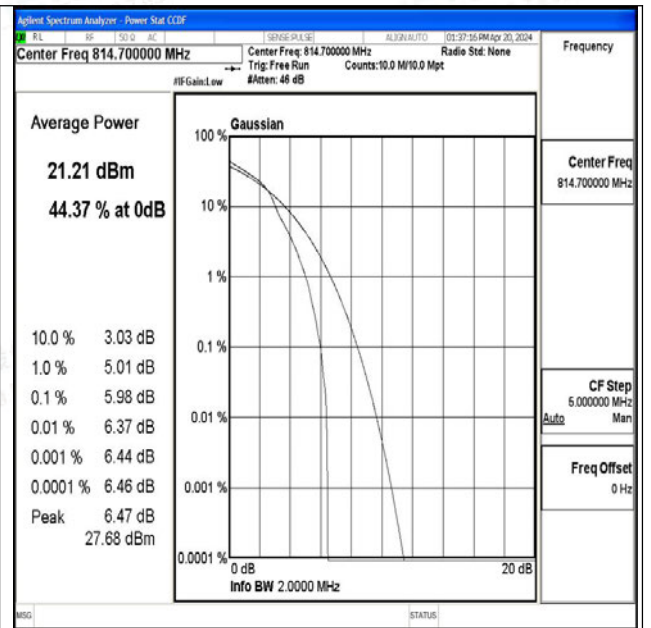 Agilent Spectrum Analyzer - Power Stat CCDF
RL RF 50 Ω AC SENSE:PULSE ALIGN AUTO 01:37:16 PM Apr 20, 2024
Center Freq 814.700000 MHz
Center Freq: 814.700000 MHz Radio Std: None
Trig: Free Run Counts:10.0 M/10.0 Mpt
#IFGain:Low #Atten: 46 dB
Frequency
Average Power
21.21 dBm
44.37 % at 0dB
10.0 % 3.03 dB
1.0 % 5.01 dB
0.1 % 5.98 dB
0.01 % 6.37 dB
0.001 % 6.44 dB
0.0001 % 6.46 dB
Peak 6.47 dB
27.68 dBm
Gaussian
100 %
10 %
1 %
0.1 %
0.01 %
0.001 %
0.0001 %
0 dB 20 dB
Info BW 2.0000 MHz
Center Freq
814.700000 MHz
CF Step
5.000000 MHz
Auto Man
Freq Offset
0 Hz
MSG STATUS